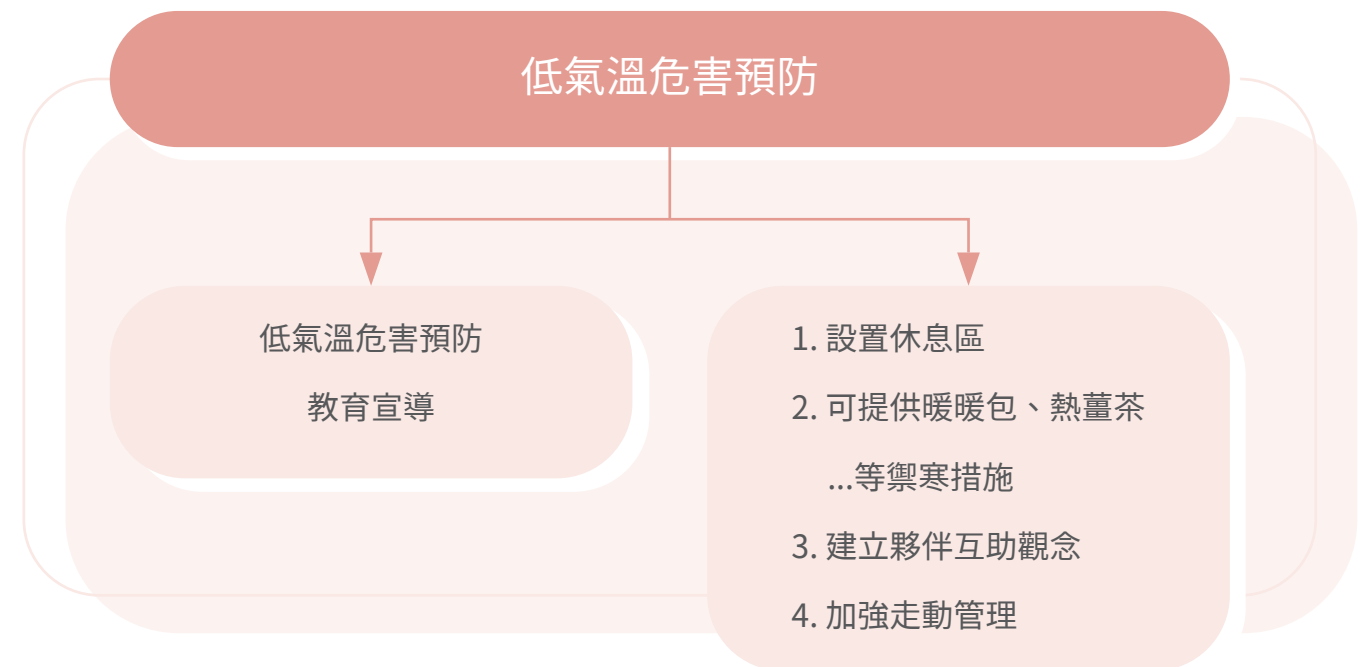 低氣溫危害預防
低氣溫危害預防
教育宣導
1. 設置休息區
2. 可提供暖暖包、熱薑茶
...等禦寒措施
3. 建立夥伴互助觀念
4. 加強走動管理